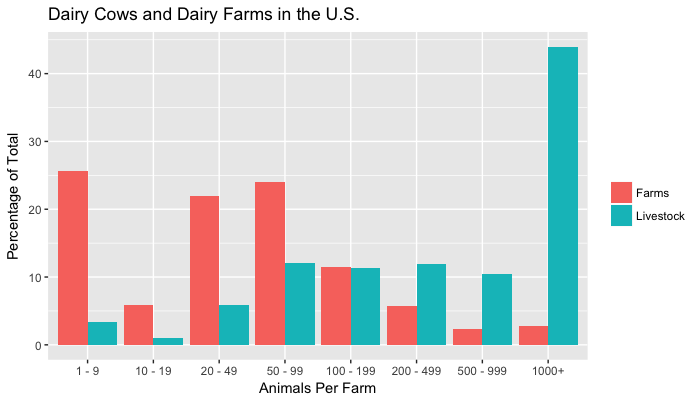 Dairy Cows and Dairy Farms in the U.S.
Percentage of Total
40
30
20
10
0
1 - 9
10 - 19
20 - 49
50 - 99
100 - 199
200 - 499
500 - 999
1000+
Animals Per Farm
Farms
Livestock